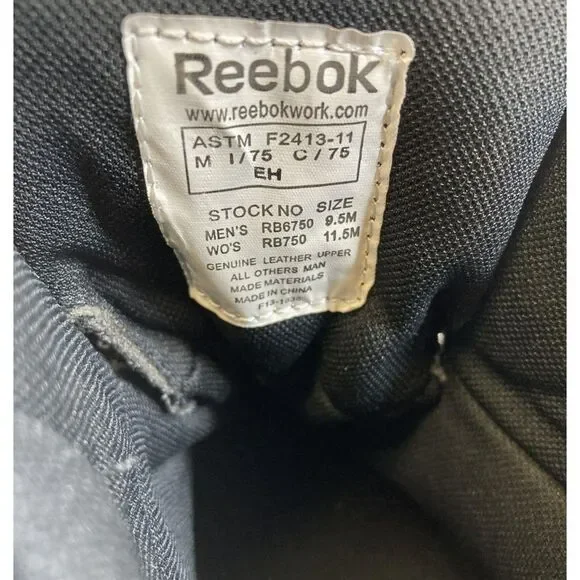 Reebok
www.reebokwork.com
ASTM F2413-11
M I/75 C/75
EH
STOCK NO SIZE
MEN'S RB6750 9.5M
WO'S RB750 11.5M
GENUINE LEATHER UPPER
ALL OTHERS MAN
MADE MATERIALS
MADE IN CHINA